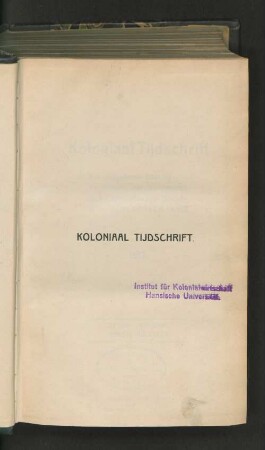 KOLONIAAL TIJDSCHRIFT.
Institut für Kolonialwirtschaft
Hansische Universität.